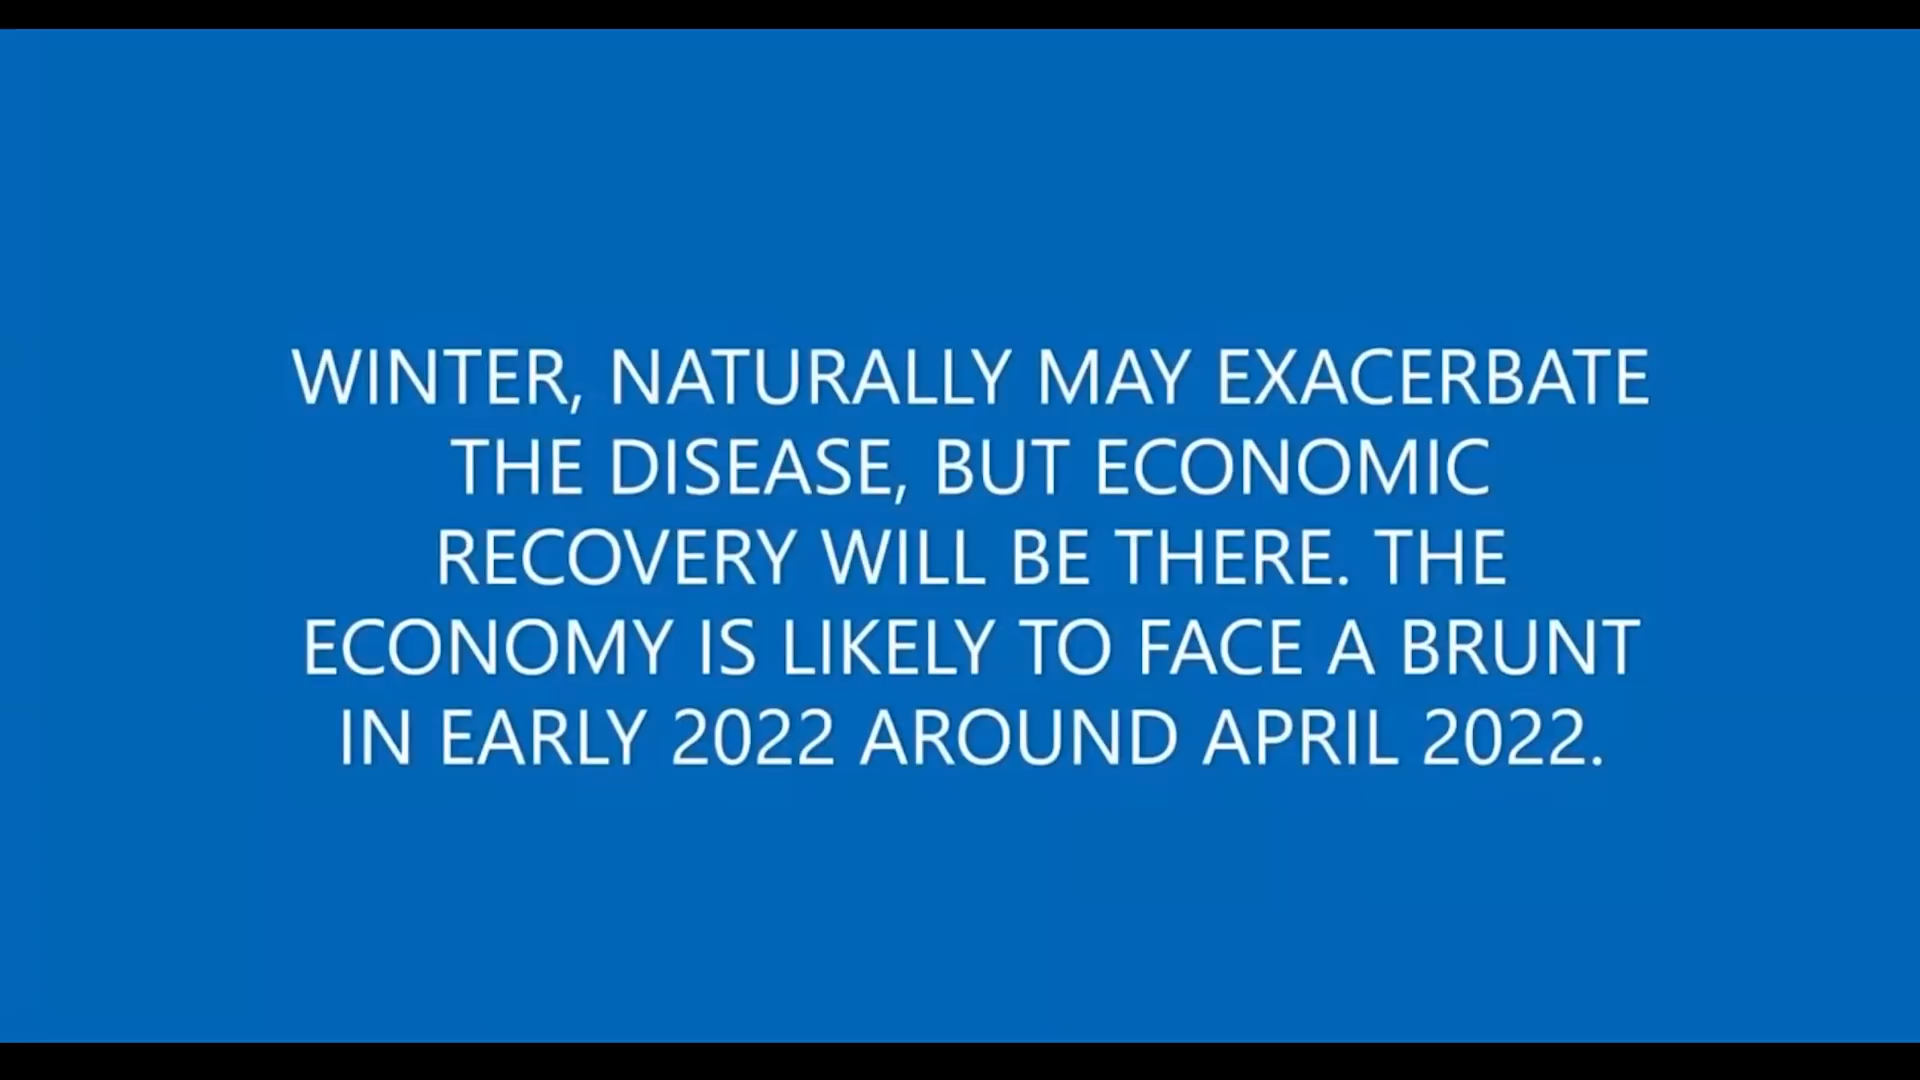 WINTER, NATURALLY MAY EXACERBATE
THE DISEASE, BUT ECONOMIC
RECOVERY WILL BE THERE. THE
ECONOMY IS LIKELY TO FACE A BRUNT
IN EARLY 2022 AROUND APRIL 2022.